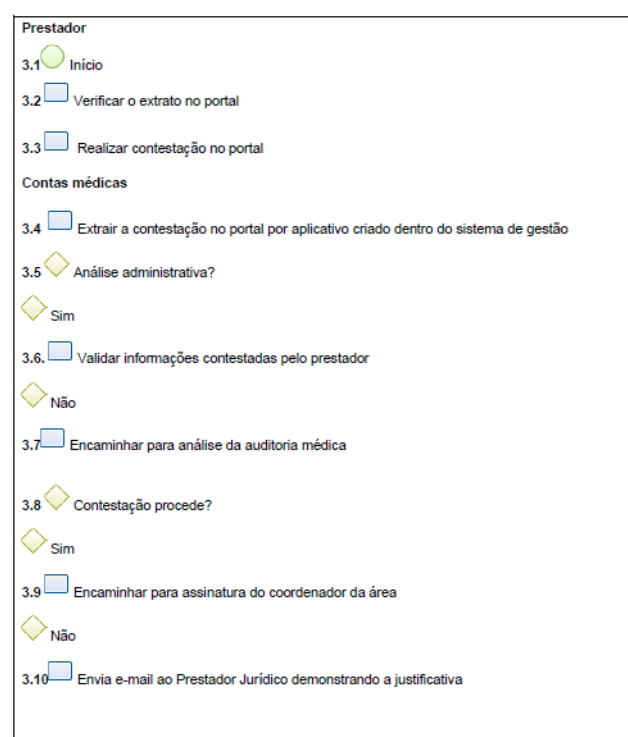 Prestador
3.1 Início
3.2 Verificar o extrato no portal
3.3 Realizar contestação no portal
Contas médicas
3.4 Extrair a contestação no portal por aplicativo criado dentro do sistema de gestão
3.5 Análise administrativa?
Sim
3.6. Validar informações contestadas pelo prestador
Não
3.7 Encaminhar para análise da auditoria médica
3.8 Contestação procede?
Sim
3.9 Encaminhar para assinatura do coordenador da área
Não
3.10 Envia e-mail ao Prestador Jurídico demonstrando a justificativa